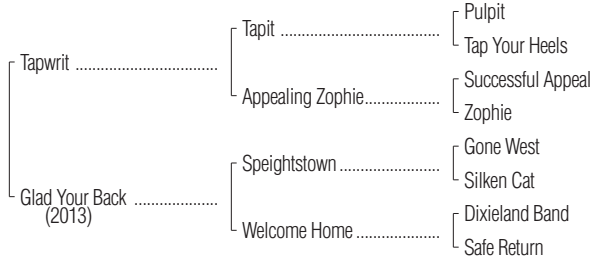 Pulpit
Tapit ................................
Tap Your Heels
Tapwrit ................................
Successful Appeal
Appealing Zophie...................
Zophie
Gone West
Speightstown ....................
Silken Cat
Glad Your Back ..................
(2013)
Dixieland Band
Welcome Home ................
Safe Return